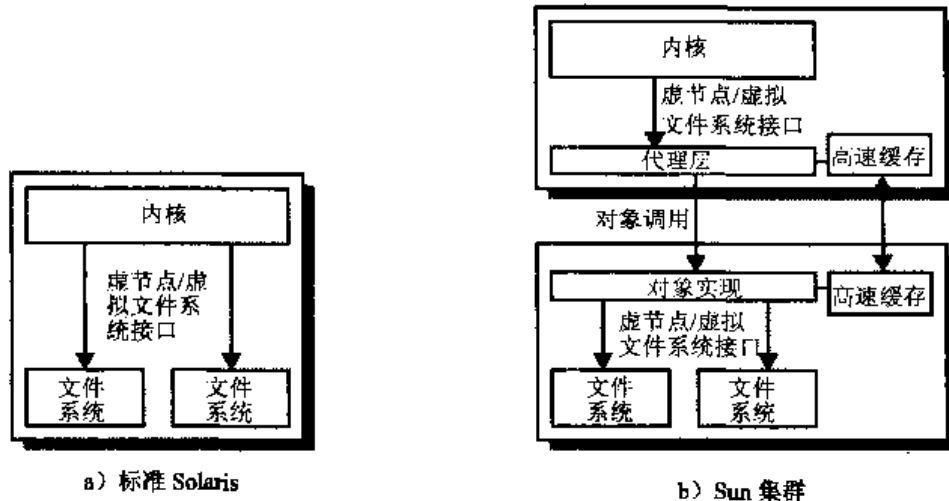 内核
虚节点/虚
拟文件系
统接口
文件
系统
文件
系统
a）标准 Solaris
内核
虚节点/虚拟
文件系统接口
代理层
高速缓存
对象调用
对象实现
高速缓存
虚节点/虚拟
文件系统接口
文件
系统
文件
系统
b）Sun 集群